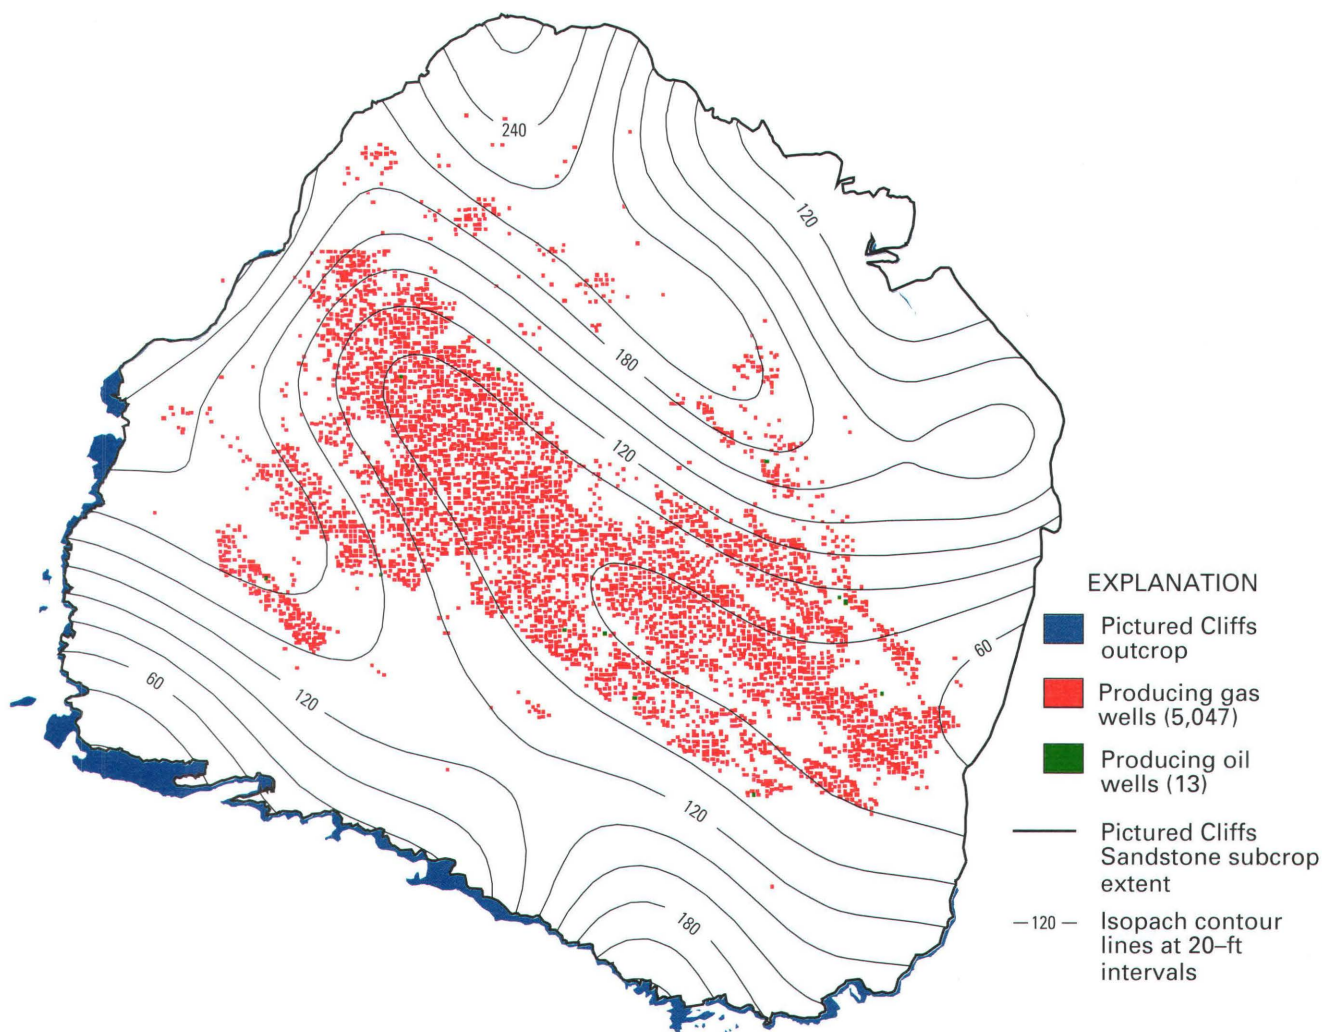 240
120
180
120
60
60
120
120
180
EXPLANATION
Pictured Cliffs
outcrop
Producing gas
wells (5,047)
Producing oil
wells (13)
Pictured Cliffs
Sandstone subcrop
extent
—120— Isopach contour
lines at 20–ft
intervals